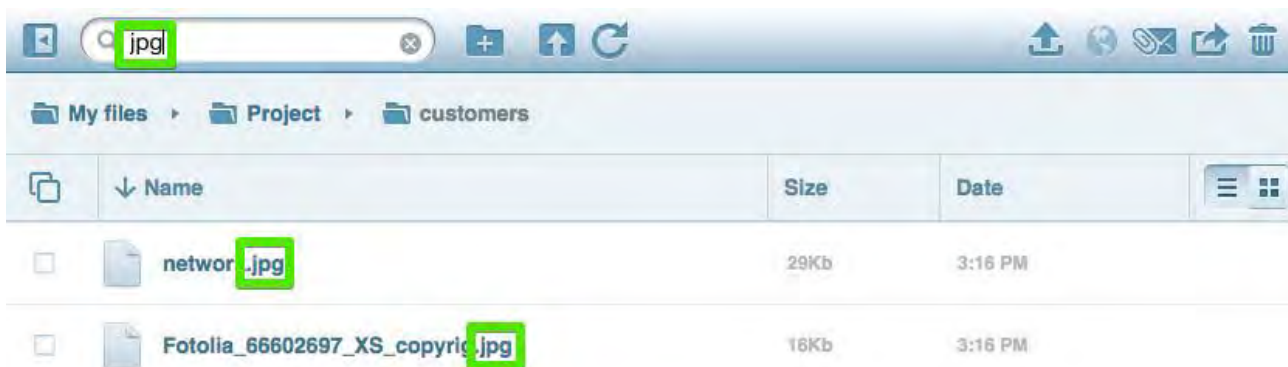 jpg
My files Project customers
Name Size Date
networ.jpg 29Kb 3:16 PM
Fotolia_66602697_XS_copyrig.jpg 16Kb 3:16 PM